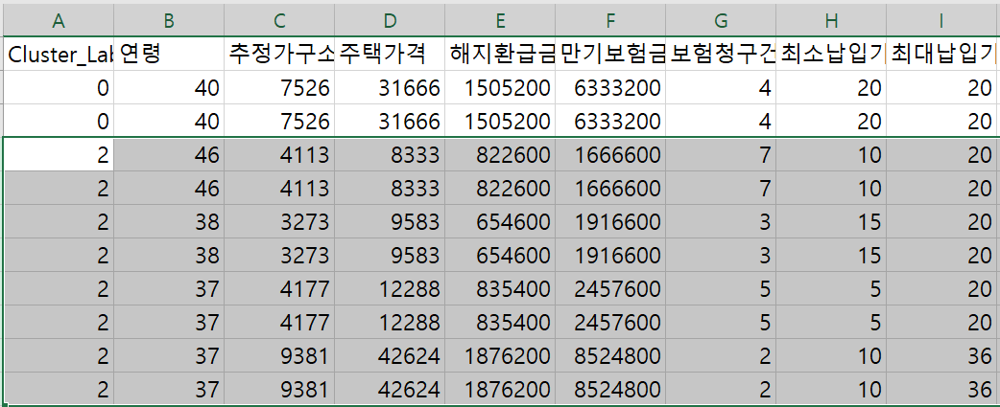 A B C D E F G H I
Cluster_Lab 연령 추정가구소 주택가격 해지환급금 만기보험금 보험청구건 최소납입기 최대납입기
0 40 7526 31666 1505200 6333200 4 20 20
0 40 7526 31666 1505200 6333200 4 20 20
2 46 4113 8333 822600 1666600 7 10 20
2 46 4113 8333 822600 1666600 7 10 20
2 38 3273 9583 654600 1916600 3 15 20
2 38 3273 9583 654600 1916600 3 15 20
2 37 4177 12288 835400 2457600 5 5 20
2 37 4177 12288 835400 2457600 5 5 20
2 37 9381 42624 1876200 8524800 2 10 36
2 37 9381 42624 1876200 8524800 2 10 36